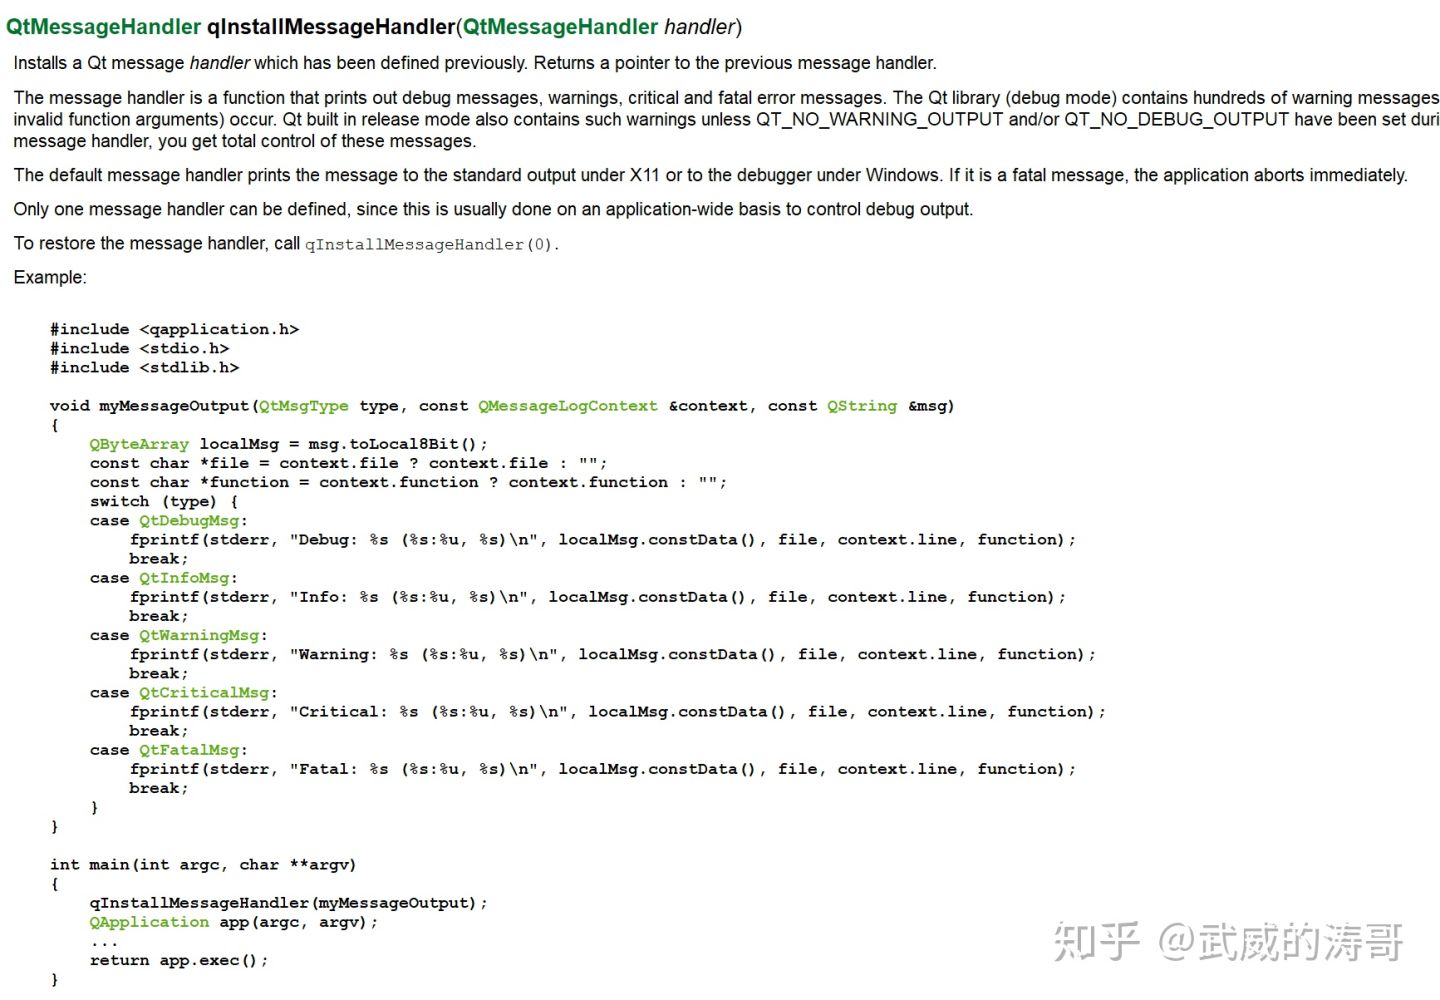 QtMessageHandler qInstallMessageHandler(QtMessageHandler handler)
Installs a Qt message handler which has been defined previously. Returns a pointer to the previous message handler.
The message handler is a function that prints out debug messages, warnings, critical and fatal error messages. The Qt library (debug mode) contains hundreds of warning messages
invalid function arguments) occur. Qt built in release mode also contains such warnings unless QT_NO_WARNING_OUTPUT and/or QT_NO_DEBUG_OUTPUT have been set duri
message handler, you get total control of these messages.
The default message handler prints the message to the standard output under X11 or to the debugger under Windows. If it is a fatal message, the application aborts immediately.
Only one message handler can be defined, since this is usually done on an application-wide basis to control debug output.
To restore the message handler, call qInstallMessageHandler(0).
Example:
#include <qapplication.h>
#include <stdio.h>
#include <stdlib.h>
void myMessageOutput(QtMsgType type, const QMessageLogContext &context, const QString &msg)
{
    QByteArray localMsg = msg.toLocal8Bit();
    const char *file = context.file ? context.file : "";
    const char *function = context.function ? context.function : "";
    switch (type) {
    case QtDebugMsg:
        fprintf(stderr, "Debug: %s (%s:%u, %s)\n", localMsg.constData(), file, context.line, function);
        break;
    case QtInfoMsg:
        fprintf(stderr, "Info: %s (%s:%u, %s)\n", localMsg.constData(), file, context.line, function);
        break;
    case QtWarningMsg:
        fprintf(stderr, "Warning: %s (%s:%u, %s)\n", localMsg.constData(), file, context.line, function);
        break;
    case QtCriticalMsg:
        fprintf(stderr, "Critical: %s (%s:%u, %s)\n", localMsg.constData(), file, context.line, function);
        break;
    case QtFatalMsg:
        fprintf(stderr, "Fatal: %s (%s:%u, %s)\n", localMsg.constData(), file, context.line, function);
        break;
    }
}
int main(int argc, char **argv)
{
    qInstallMessageHandler(myMessageOutput);
    QApplication app(argc, argv);
    ...
    return app.exec();
}
知乎 @武威的涛哥